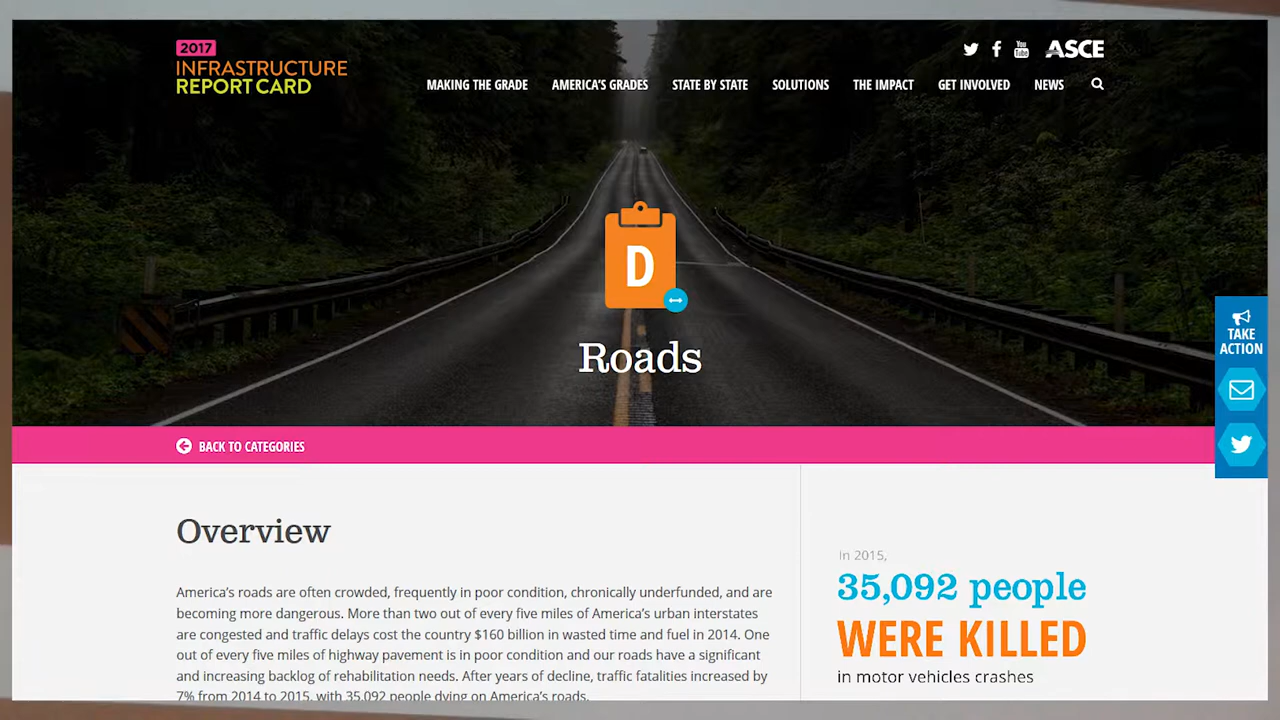 2017
INFRASTRUCTURE
REPORT CARD
You
Tube
ASCE
MAKING THE GRADE AMERICA'S GRADES STATE BY STATE SOLUTIONS THE IMPACT GET INVOLVED NEWS
D
Roads
TAKE
ACTION
BACK TO CATEGORIES
Overview
America's roads are often crowded, frequently in poor condition, chronically underfunded, and are
becoming more dangerous. More than two out of every five miles of America's urban interstates
are congested and traffic delays cost the country $160 billion in wasted time and fuel in 2014. One
out of every five miles of highway pavement is in poor condition and our roads have a significant
and increasing backlog of rehabilitation needs. After years of decline, traffic fatalities increased by
7% from 2014 to 2015, with 35,092 people dying on America's roads.
In 2015,
35,092 people
WERE KILLED
in motor vehicles crashes